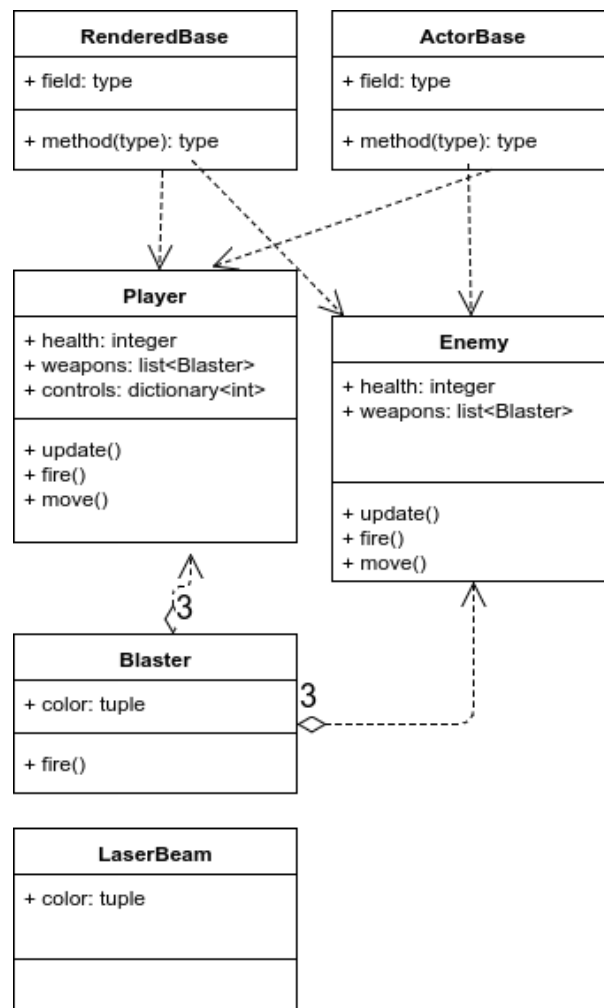 RenderedBase
+ field: type
+ method(type): type
ActorBase
+ field: type
+ method(type): type
Player
+ health: integer
+ weapons: list<Blaster>
+ controls: dictionary<int>
+ update()
+ fire()
+ move()
Enemy
+ health: integer
+ weapons: list<Blaster>
+ update()
+ fire()
+ move()
3
Blaster
+ color: tuple
+ fire()
3
LaserBeam
+ color: tuple